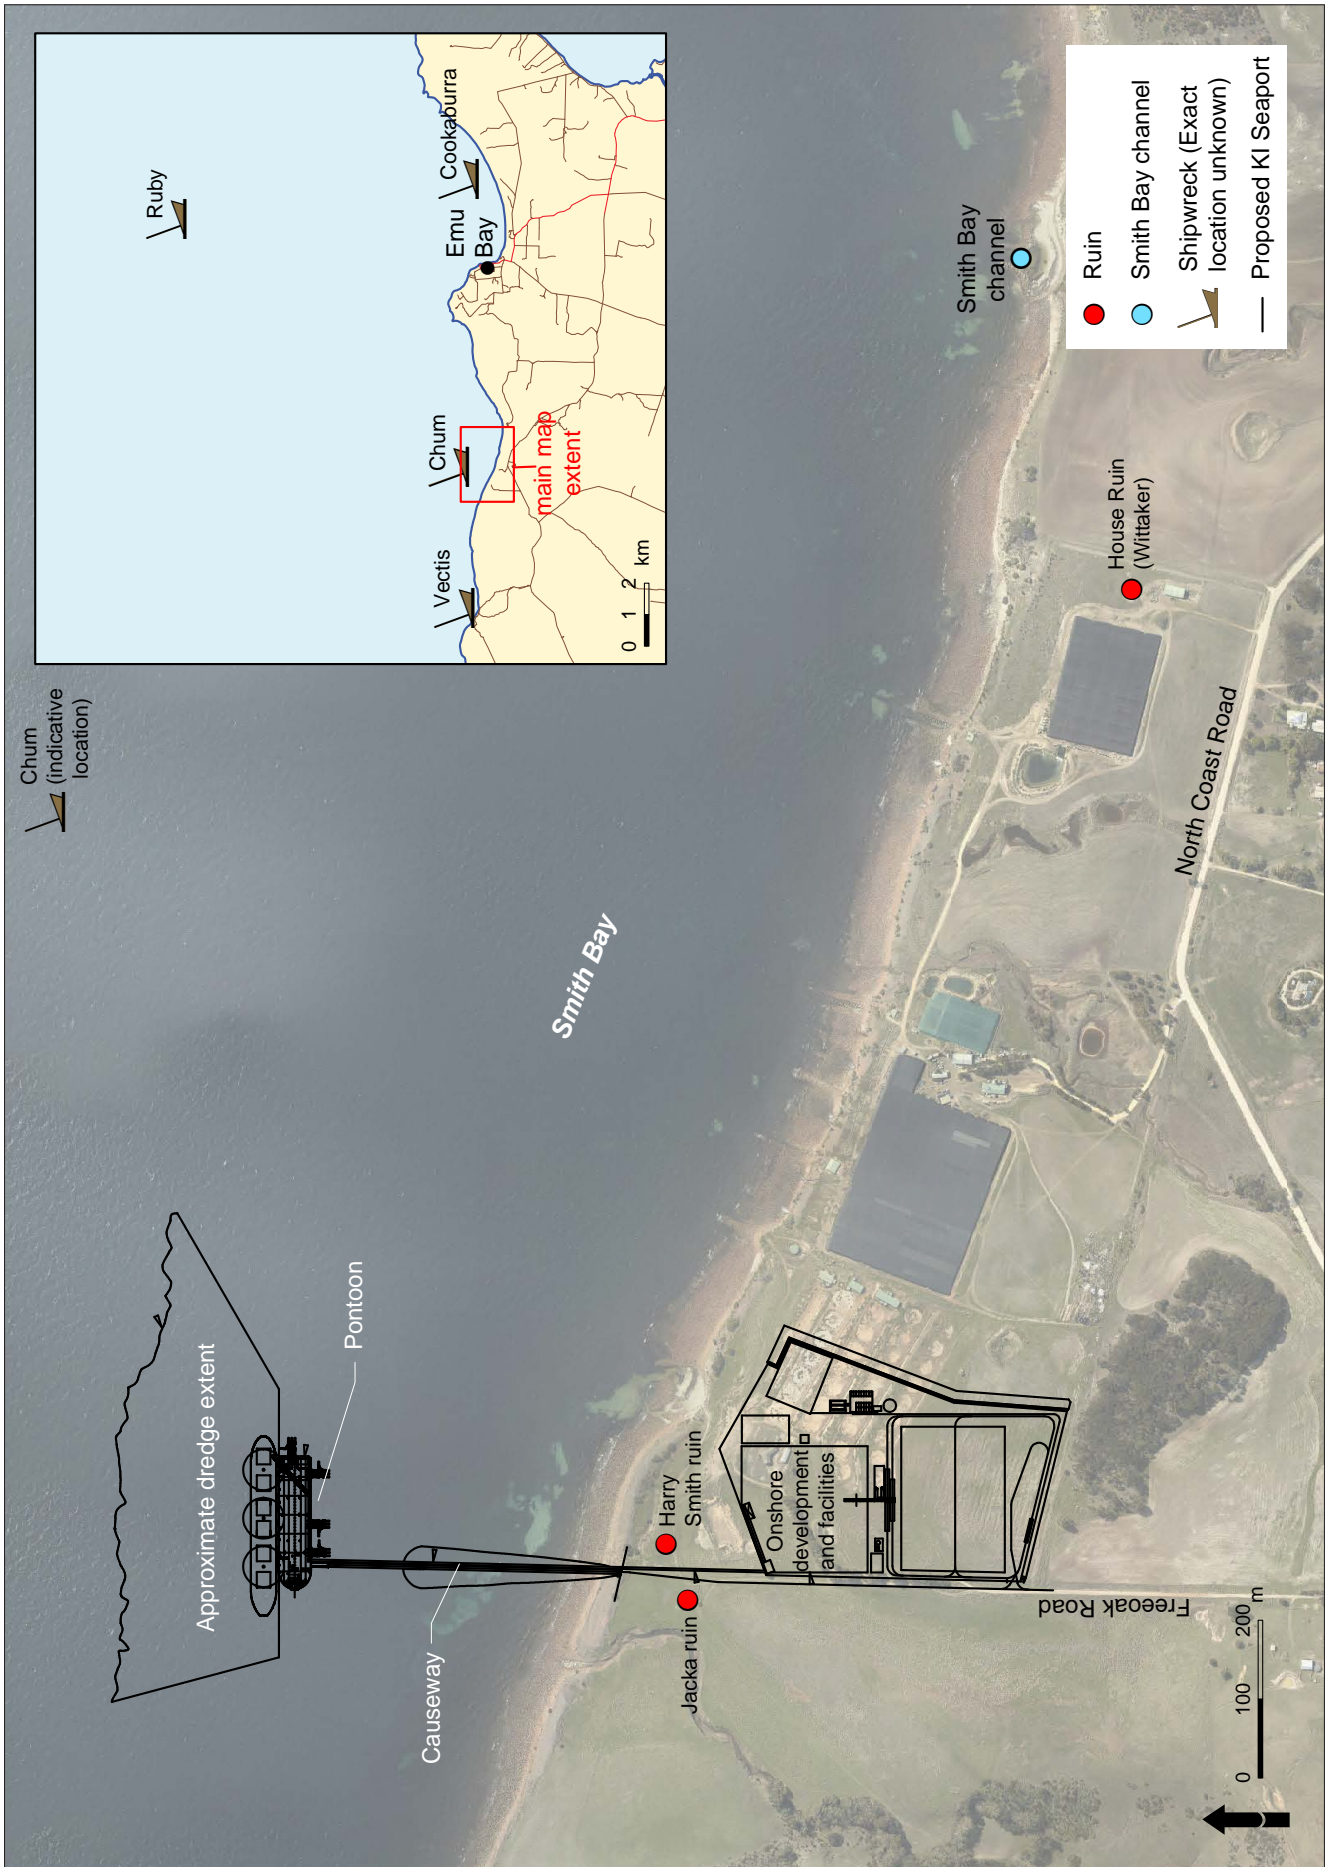 Chum
(indicative
location)
Ruby
Vectis
Chum
Emu
Bay
Cookaburra
main map
extent
0 1 2
km
Approximate dredge extent
Pontoon
Causeway
Smith Bay
Smith Bay
channel
Harry
Smith ruin
Jacka ruin
Onshore
development
and facilities
House Ruin
(Wittaker)
North Coast Road
Freeoak Road
0 100 200
m
Ruin
Smith Bay channel
Shipwreck (Exact
location unknown)
Proposed KI Seaport